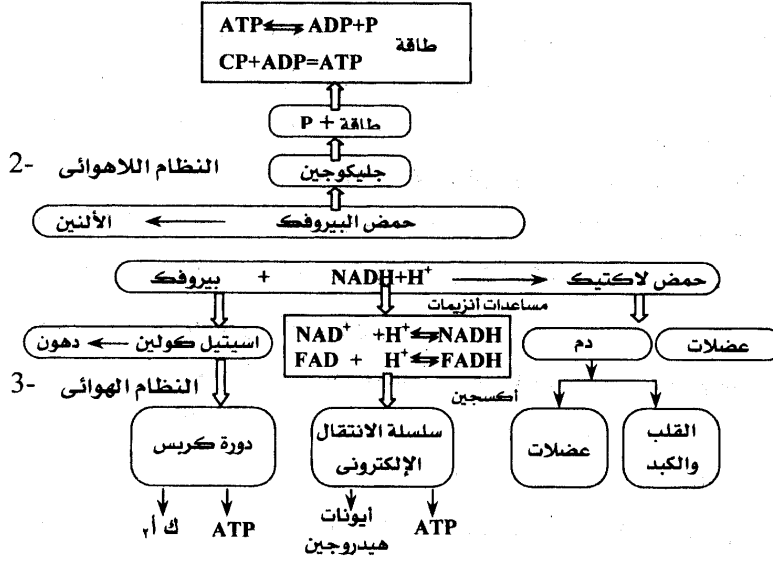 ATP ⇌ ADP+P
طاقة
CP+ADP=ATP
طاقة + P
2- النظام اللاهوائى
جليكوجين
حمض البيروفك ← الألنين
بيروفك + NADH+H⁺ → حمض لاكتيك
مساعدات أنزيمات
NAD⁺ +H⁺⇌NADH
FAD + H⁺⇌FADH
اسيتيل كولين ← دهون
دم
عضلات
3- النظام الهوائى
أكسجين
دورة كربس
سلسلة الانتقال
الإلكترونى
عضلات
القلب
والكبد
ك أ٢
ATP
أيونات
هيدروجين
ATP